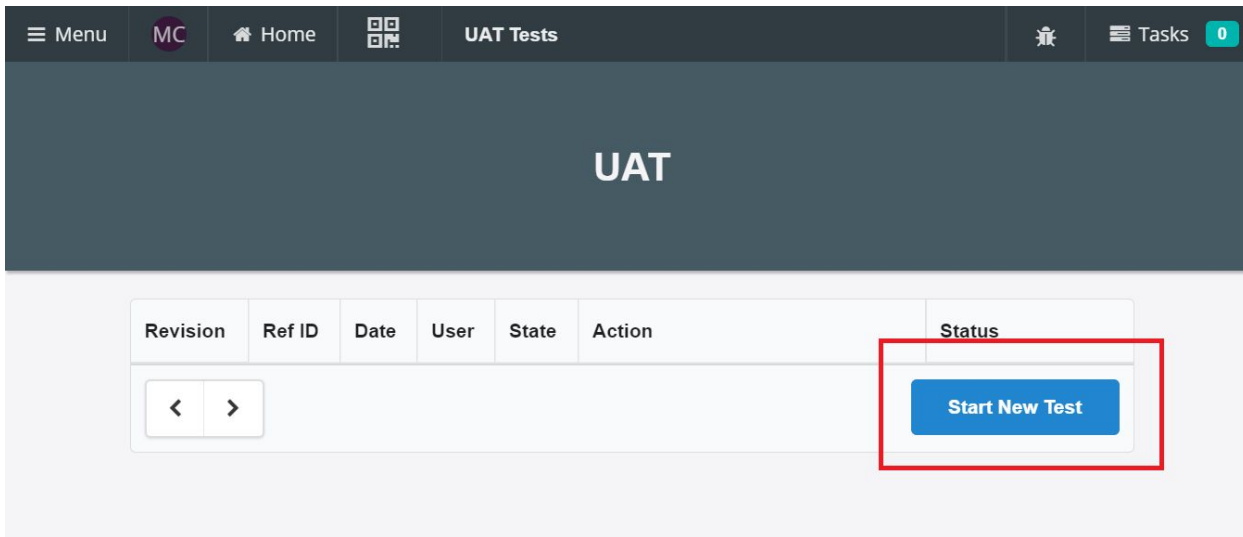 Menu MC Home UAT Tests Tasks 0
UAT
Revision Ref ID Date User State Action Status
Start New Test